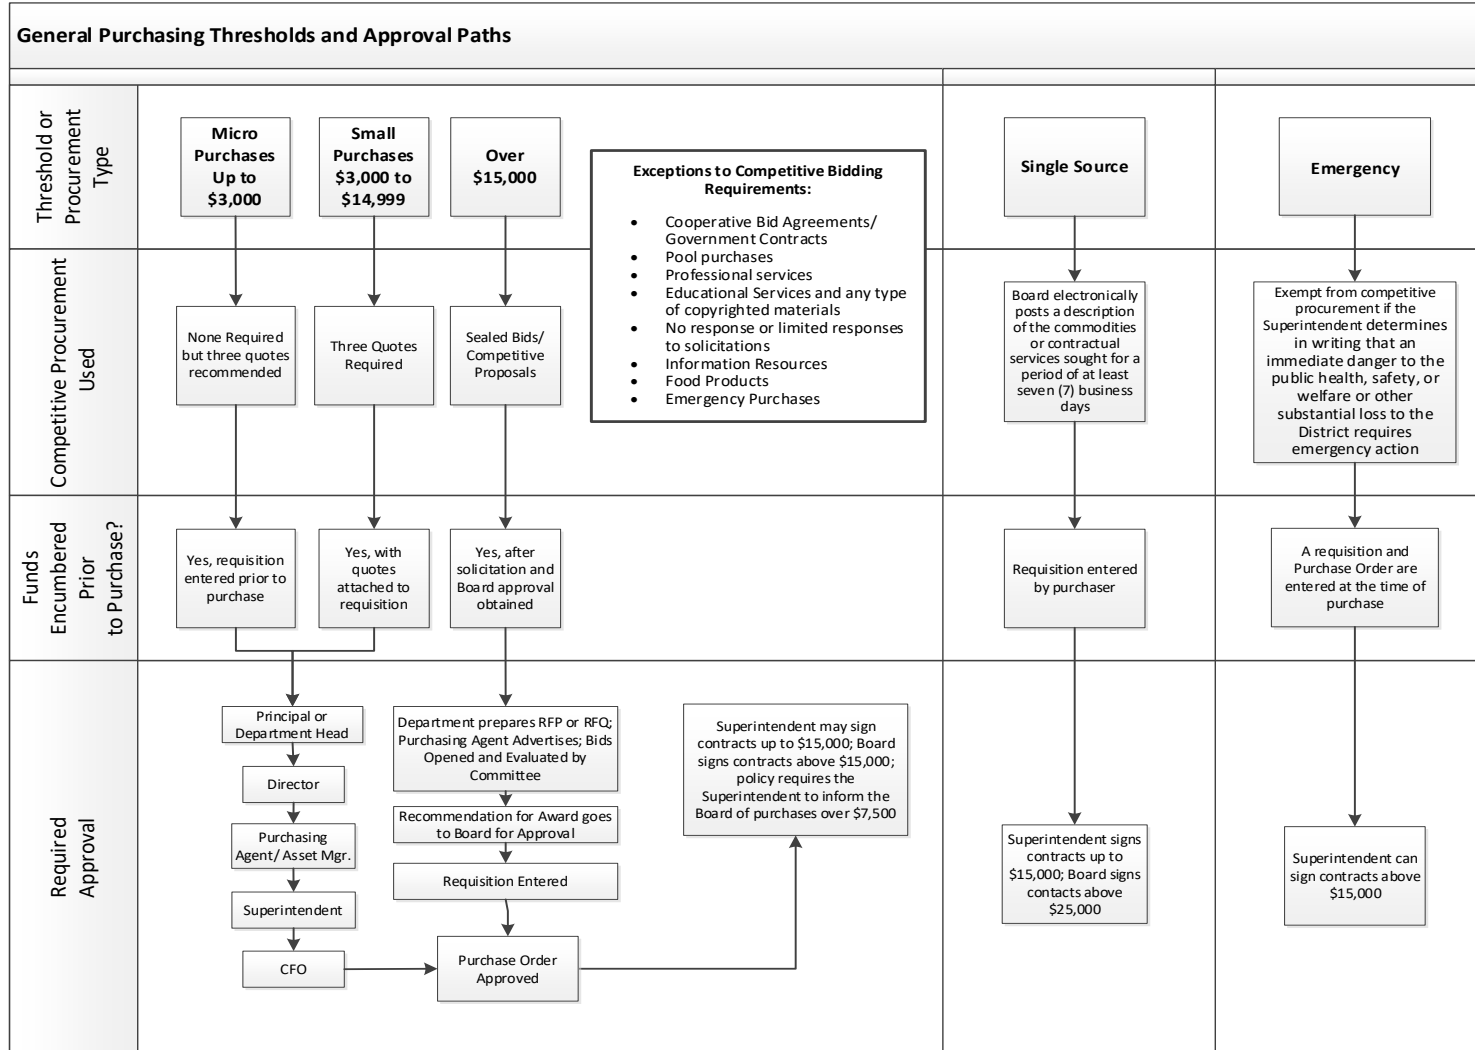 General Purchasing Thresholds and Approval Paths
Threshold or
Procurement
Type
Micro
Purchases
Up to
$3,000
Small
Purchases
$3,000 to
$14,999
Over
$15,000
Exceptions to Competitive Bidding
Requirements:
• Cooperative Bid Agreements/
Government Contracts
• Pool purchases
• Professional services
• Educational Services and any type
of copyrighted materials
• No response or limited responses
to solicitations
• Information Resources
• Food Products
• Emergency Purchases
Single Source
Emergency
Competitive Procurement
Used
None Required
but three quotes
recommended
Three Quotes
Required
Sealed Bids/
Competitive
Proposals
Board electronically
posts a description
of the commodities
or contractual
services sought for a
period of at least
seven (7) business
days
Exempt from competitive
procurement if the
Superintendent determines
in writing that an
immediate danger to the
public health, safety, or
welfare or other
substantial loss to the
District requires
emergency action
Funds
Encumbered
Prior
to Purchase?
Yes, requisition
entered prior to
purchase
Yes, with
quotes
attached to
requisition
Yes, after
solicitation and
Board approval
obtained
Requisition entered
by purchaser
A requisition and
Purchase Order are
entered at the time of
purchase
Required
Approval
Principal or
Department Head
Director
Purchasing
Agent/ Asset Mgr.
Superintendent
CFO
Department prepares RFP or RFQ;
Purchasing Agent Advertises; Bids
Opened and Evaluated by
Committee
Recommendation for Award goes
to Board for Approval
Requisition Entered
Purchase Order
Approved
Superintendent may sign
contracts up to $15,000; Board
signs contracts above $15,000;
policy requires the
Superintendent to inform the
Board of purchases over $7,500
Superintendent signs
contracts up to
$15,000; Board signs
contacts above
$25,000
Superintendent can
sign contracts above
$15,000